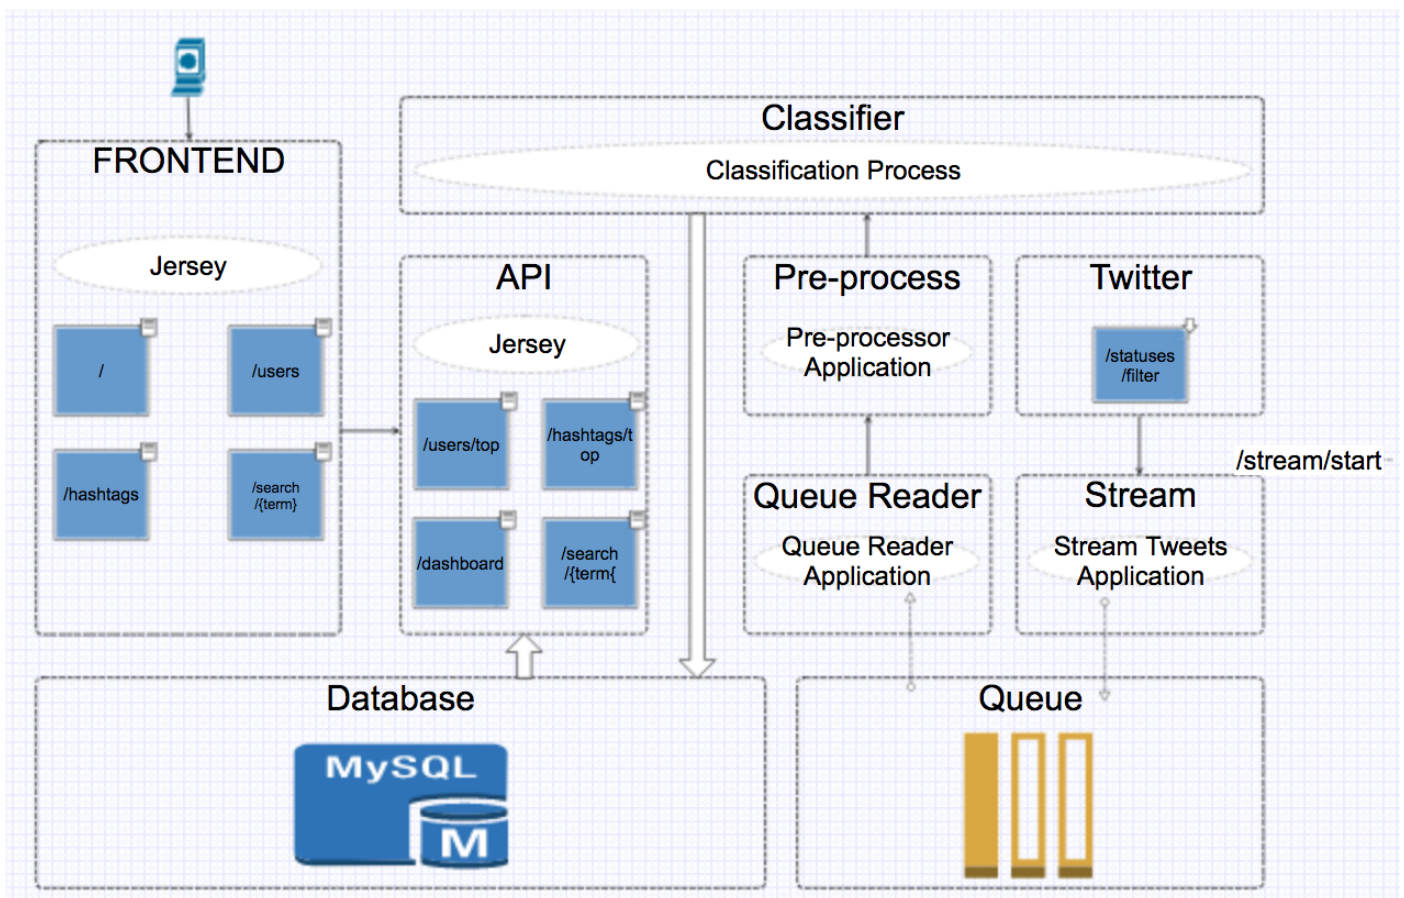 Classifier
Classification Process
FRONTEND
Jersey
/
/users
/hashtags
/search
/{term}
API
Jersey
/users/top
/hashtags/t
op
/dashboard
/search
/{term{
Pre-process
Pre-processor
Application
Twitter
/statuses
/filter
/stream/start
Queue Reader
Queue Reader
Application
Stream
Stream Tweets
Application
Database
MySQL
M
Queue